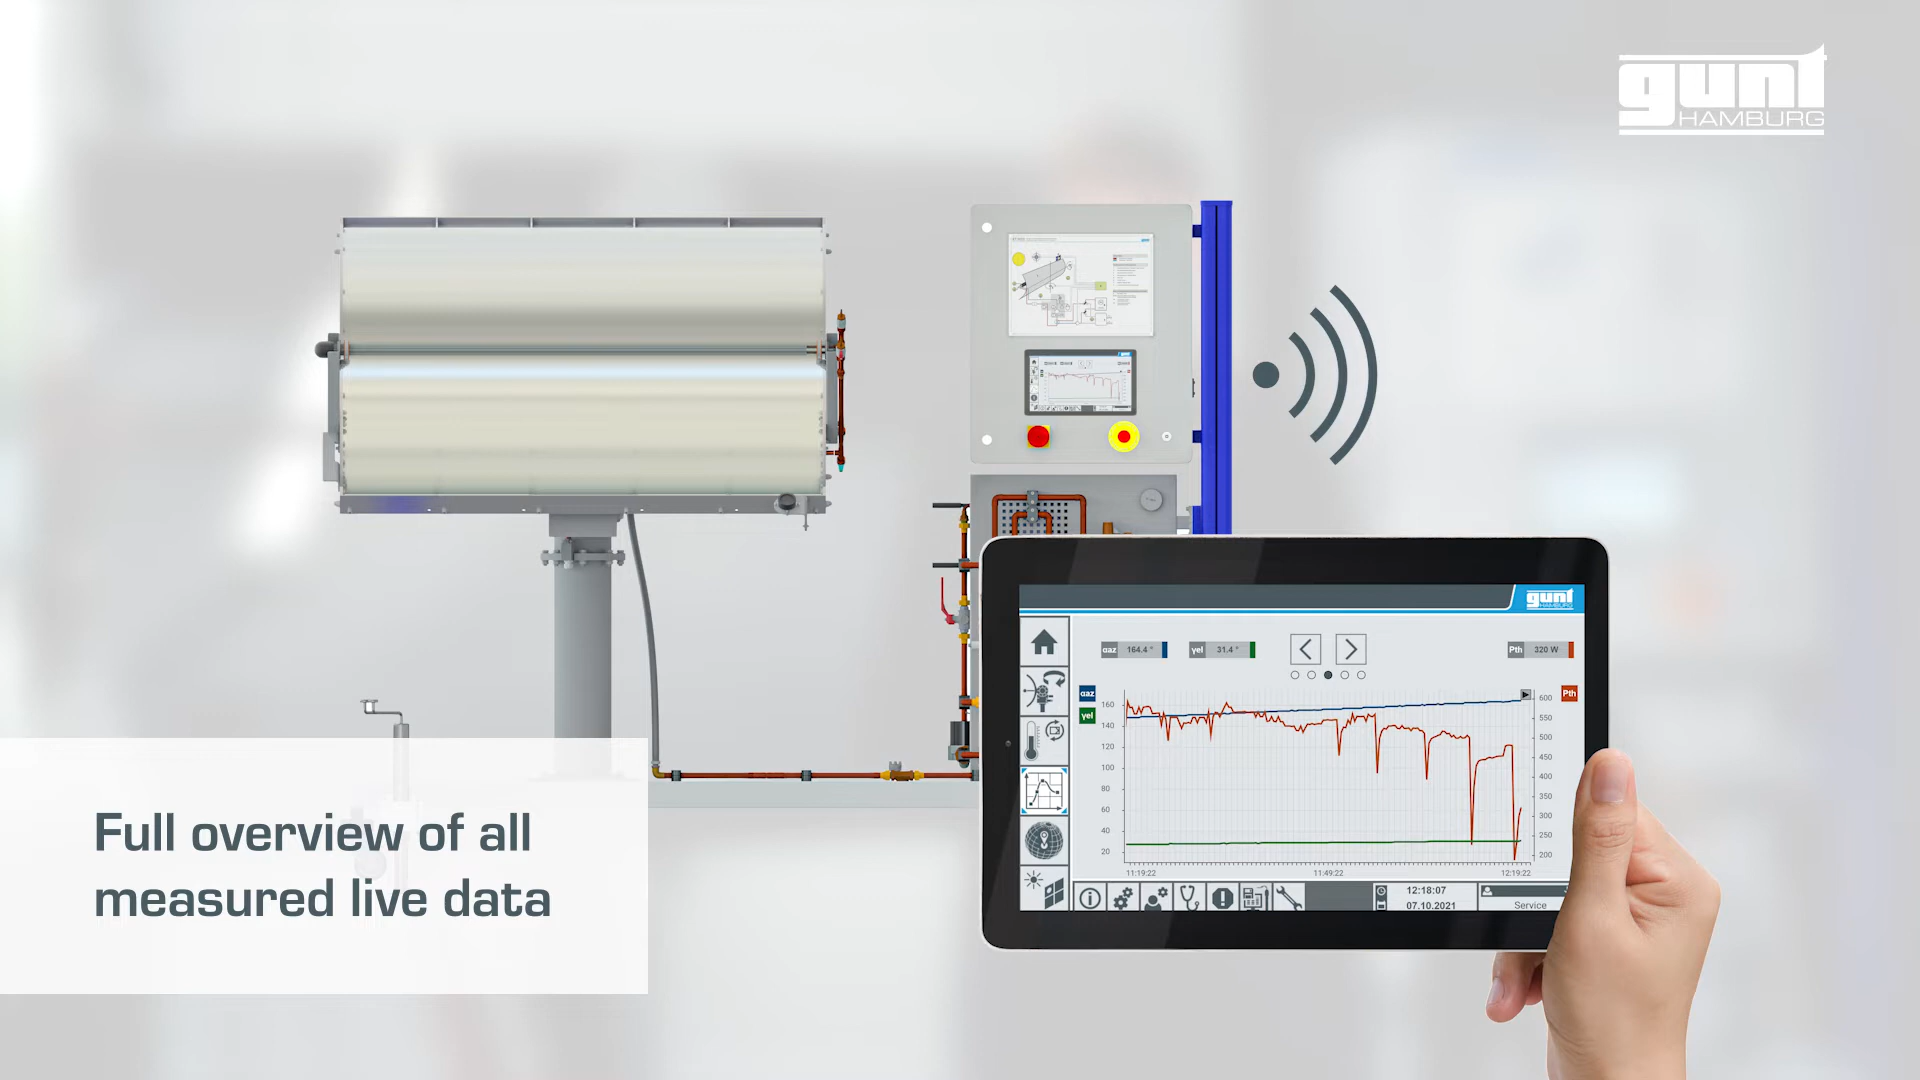 gunt
HAMBURG
gunt
HAMBURG
αaz 164.4 °
γel 31.4 °
Pth 320 W
αaz
γel
Pth
160
140
120
100
80
60
40
20
600
550
500
450
400
350
300
250
200
11:19:22
11:49:22
12:19:22
12:18:07
07.10.2021
Service
Full overview of all
measured live data